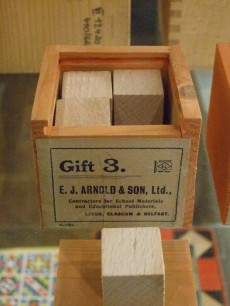 Gift 3.
E. J. ARNOLD & SON, Ltd.,
Contractors for School Materials
and Educational Publishers,
LEEDS, GLASGOW & BELFAST.